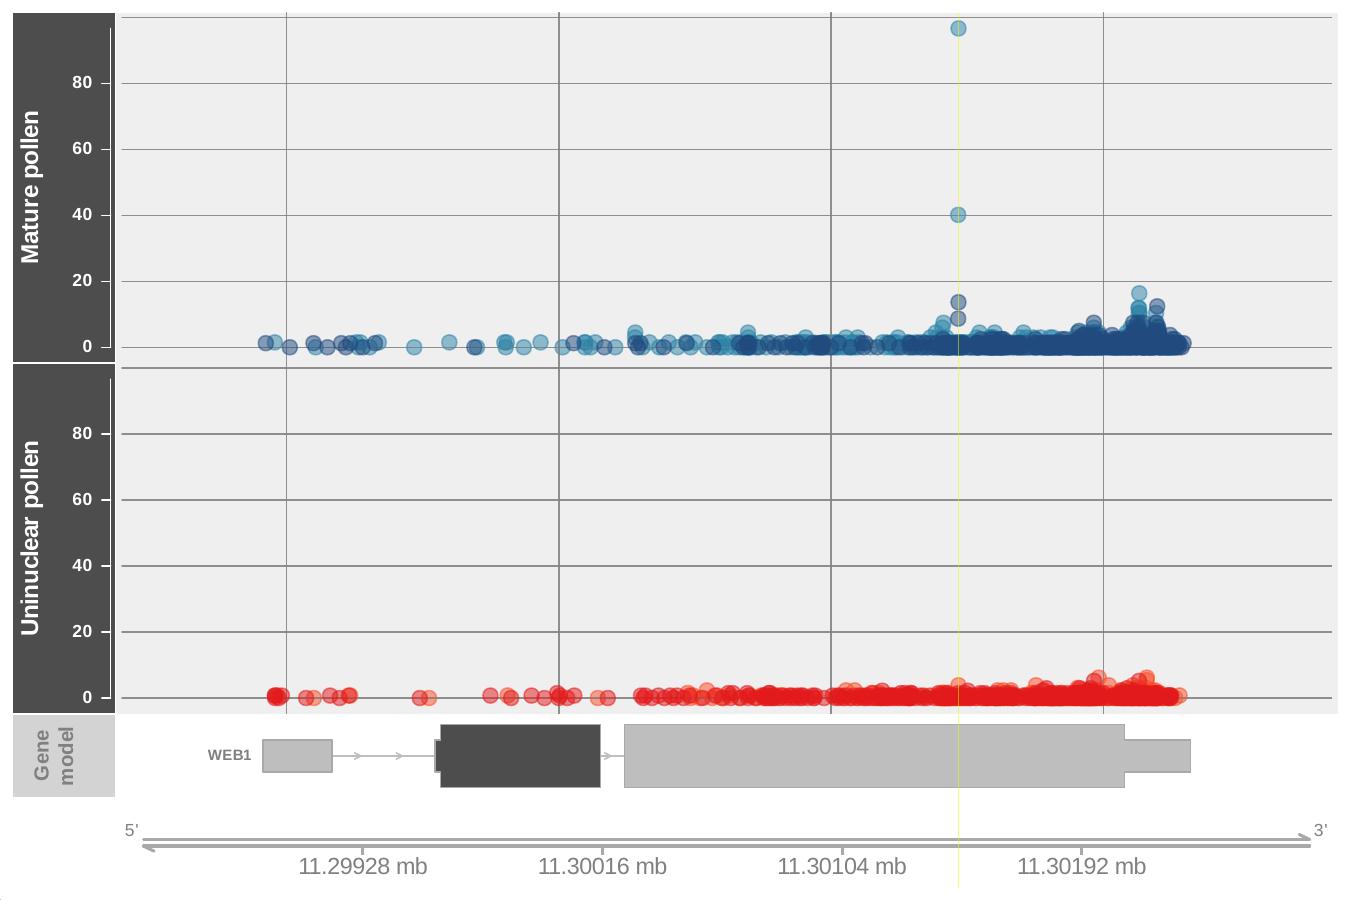 Mature pollen
80
60
40
20
0
Uninuclear pollen
80
60
40
20
0
Gene
model
WEB1
5'
3'
11.29928 mb
11.30016 mb
11.30104 mb
11.30192 mb